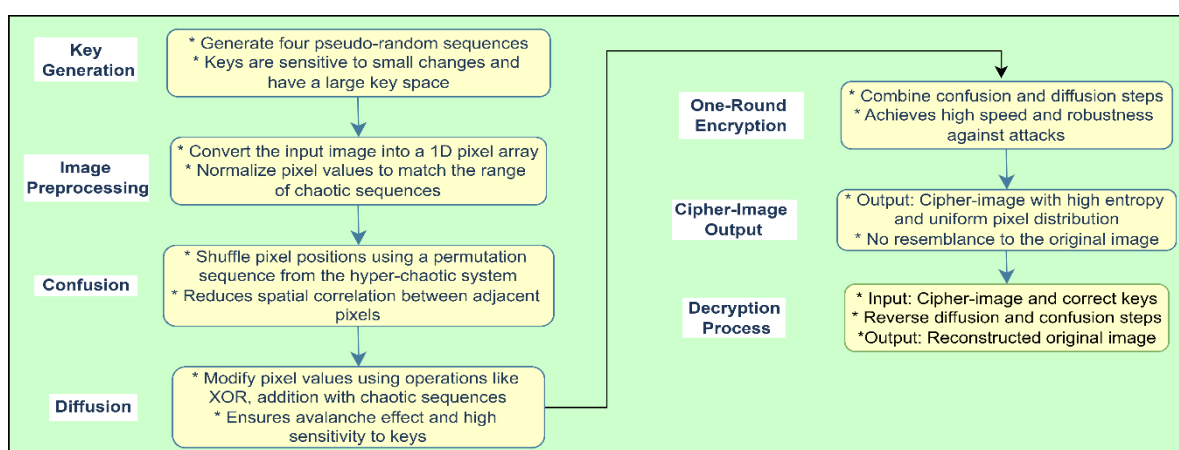 Key
Generation
* Generate four pseudo-random sequences
* Keys are sensitive to small changes and
have a large key space
Image
Preprocessing
* Convert the input image into a 1D pixel array
* Normalize pixel values to match the range
of chaotic sequences
Confusion
* Shuffle pixel positions using a permutation
sequence from the hyper-chaotic system
* Reduces spatial correlation between adjacent
pixels
Diffusion
* Modify pixel values using operations like
XOR, addition with chaotic sequences
* Ensures avalanche effect and high
sensitivity to keys
One-Round
Encryption
* Combine confusion and diffusion steps
* Achieves high speed and robustness
against attacks
Cipher-Image
Output
* Output: Cipher-image with high entropy
and uniform pixel distribution
* No resemblance to the original image
Decryption
Process
* Input: Cipher-image and correct keys
* Reverse diffusion and confusion steps
*Output: Reconstructed original image